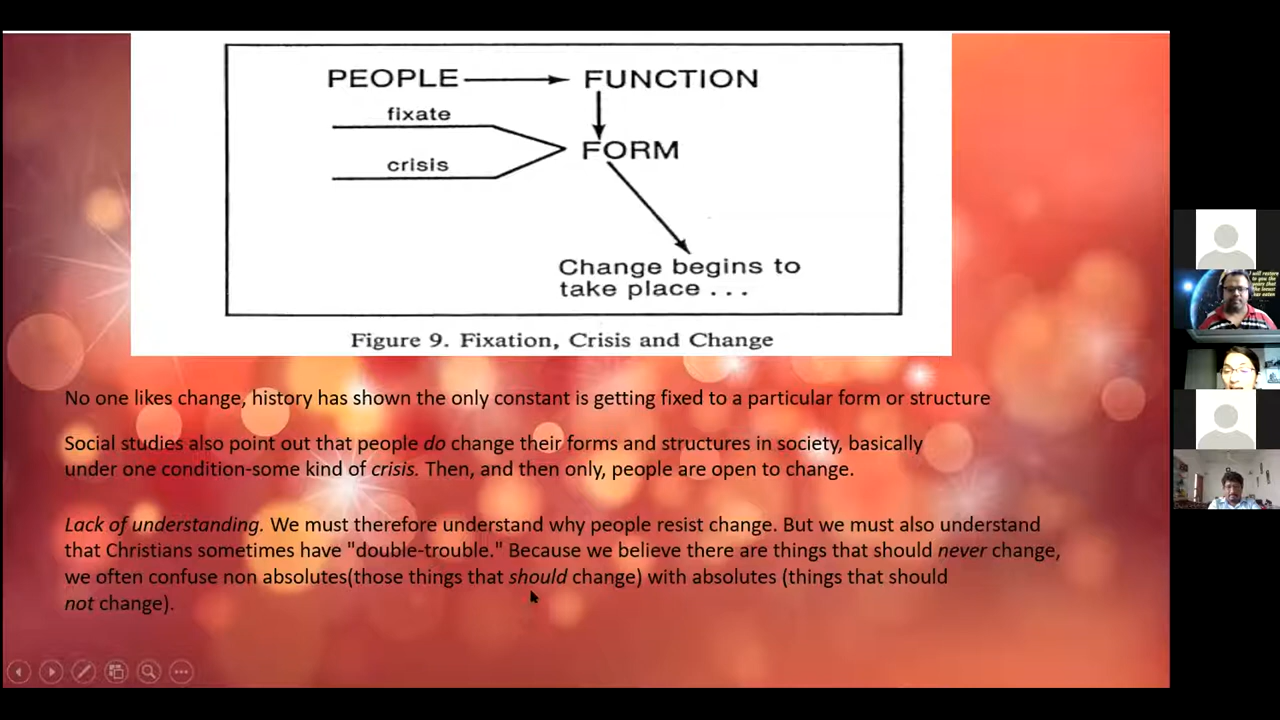 PEOPLE FUNCTION
fixate
FORM
crisis
Change begins to
take place ...
Figure 9. Fixation, Crisis and Change
No one likes change, history has shown the only constant is getting fixed to a particular form or structure
Social studies also point out that people do change their forms and structures in society, basically
under one condition-some kind of crisis. Then, and then only, people are open to change.
Lack of understanding. We must therefore understand why people resist change. But we must also understand
that Christians sometimes have "double-trouble." Because we believe there are things that should never change,
we often confuse non absolutes(those things that should change) with absolutes (things that should
not change).